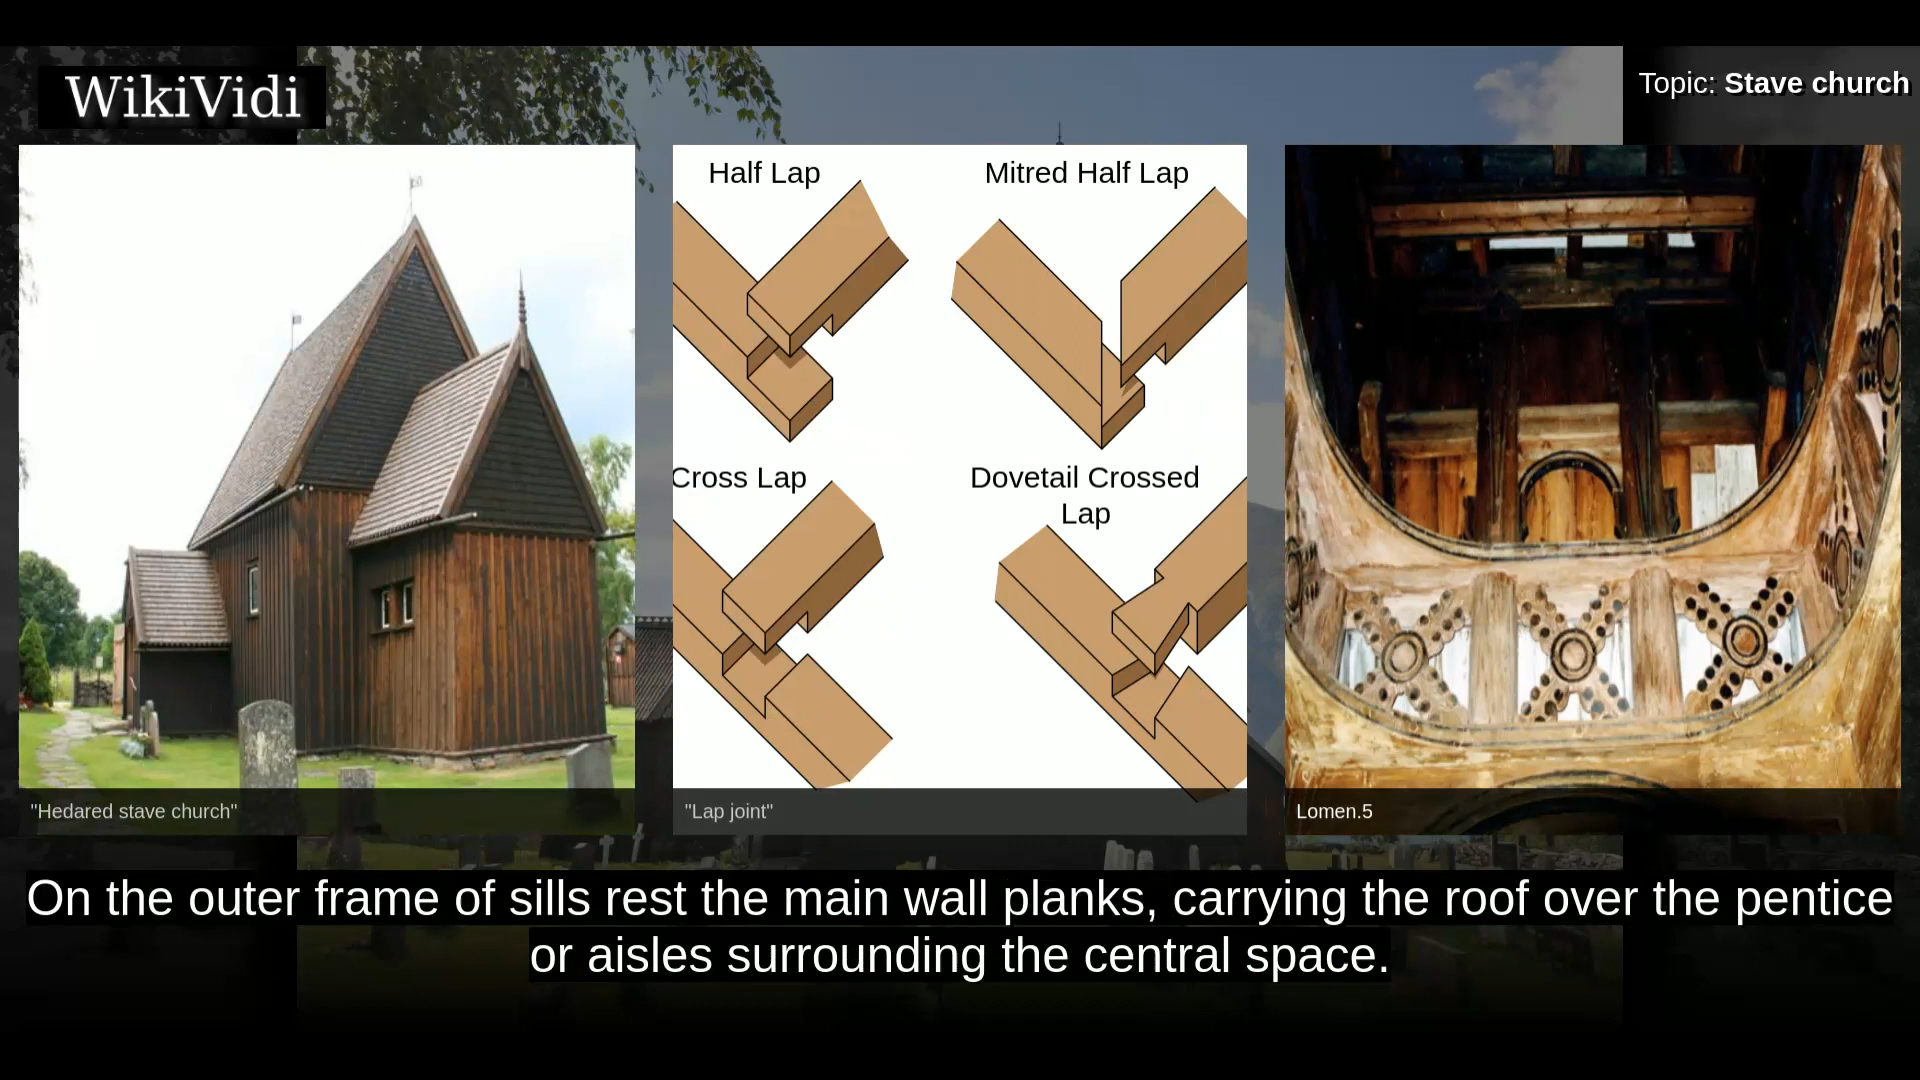 WikiVidi
Topic: Stave church
Half Lap
Mitred Half Lap
Cross Lap
Dovetail Crossed
Lap
"Hedared stave church"
"Lap joint"
Lomen.5
On the outer frame of sills rest the main wall planks, carrying the roof over the pentice
or aisles surrounding the central space.